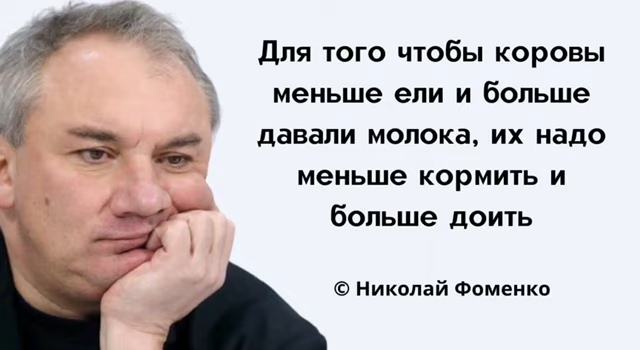 Для того чтобы коровы
меньше ели и больше
давали молока, их надо
меньше кормить и
больше доить
© Николай Фоменко